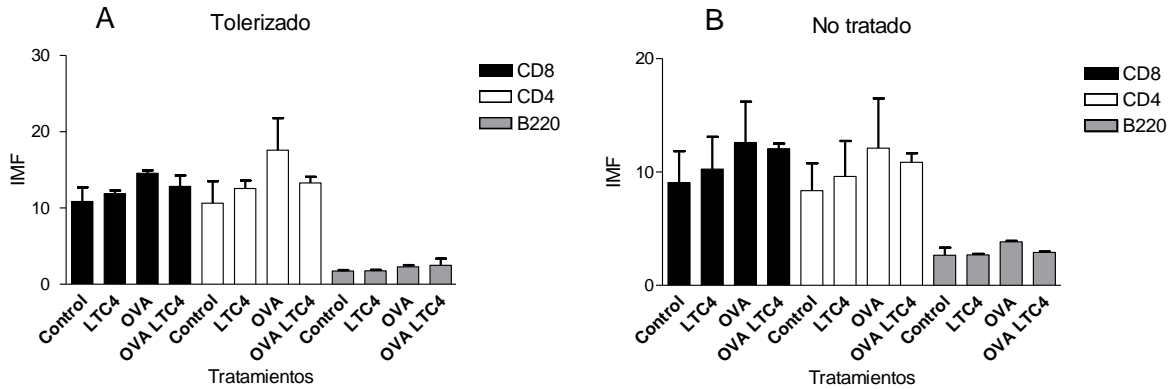 A
Tolerizado
30
20
10
0
IMF
CD8
CD4
B220
Control
LTC4
OVA
OVA LTC4
Control
LTC4
OVA
OVA LTC4
Control
LTC4
OVA
OVA LTC4
Tratamientos
B
No tratado
20
10
0
IMF
CD8
CD4
B220
Control
LTC4
OVA
OVA LTC4
Control
LTC4
OVA
OVA LTC4
Control
LTC4
OVA
OVA LTC4
Tratamientos